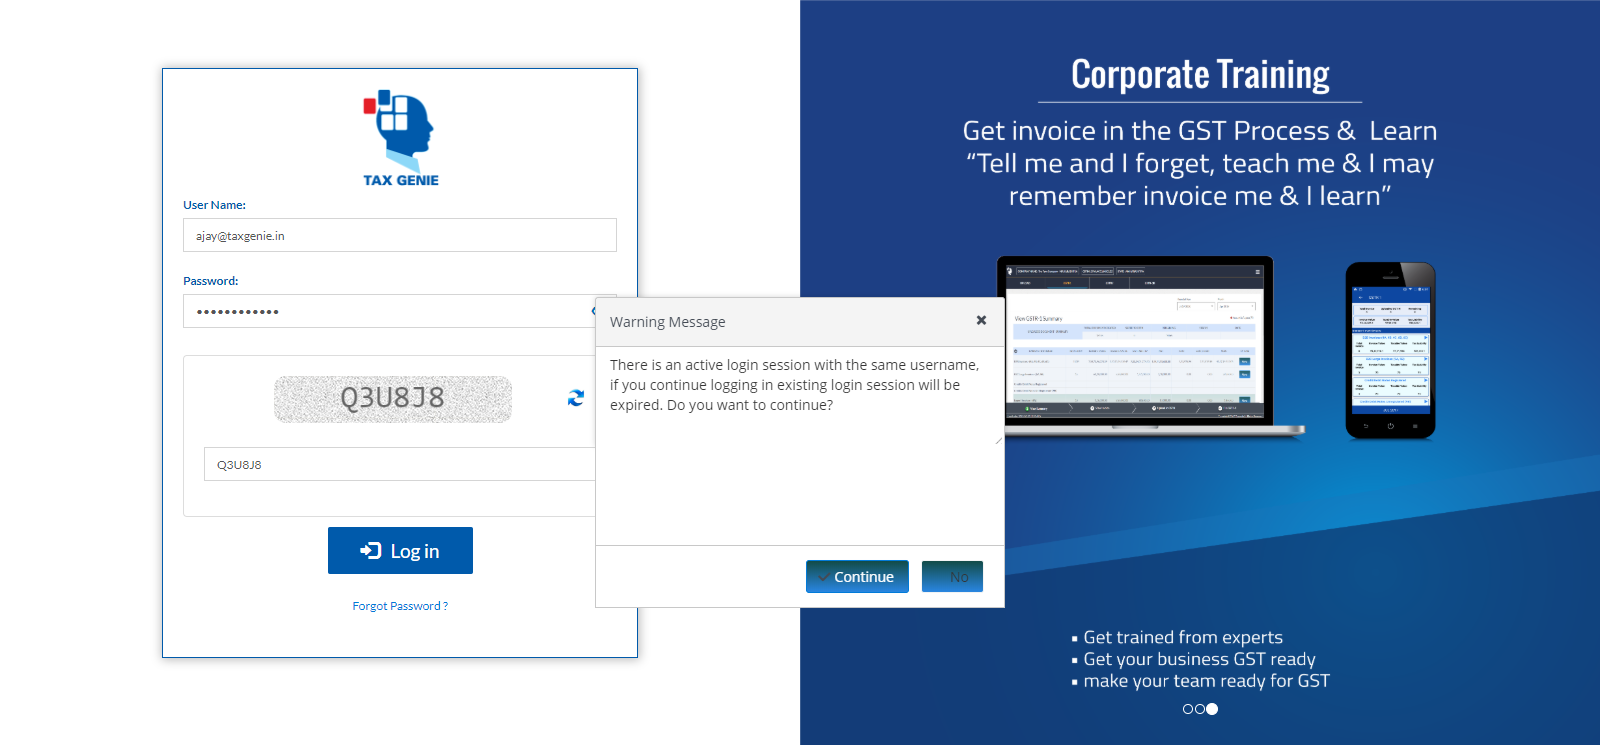 TAX GENIE
User Name:
ajay@taxgenie.in
Password:
••••••••••••
Q3U8J8
Q3U8J8
Log in
Forgot Password ?
Warning Message
There is an active login session with the same username,
if you continue logging in existing login session will be
expired. Do you want to continue?
Continue
No
Corporate Training
Get invoice in the GST Process & Learn
“Tell me and I forget, teach me & I may
remember invoice me & I learn”
View GSTR-1 Summary
▪ Get trained from experts
▪ Get your business GST ready
▪ make your team ready for GST